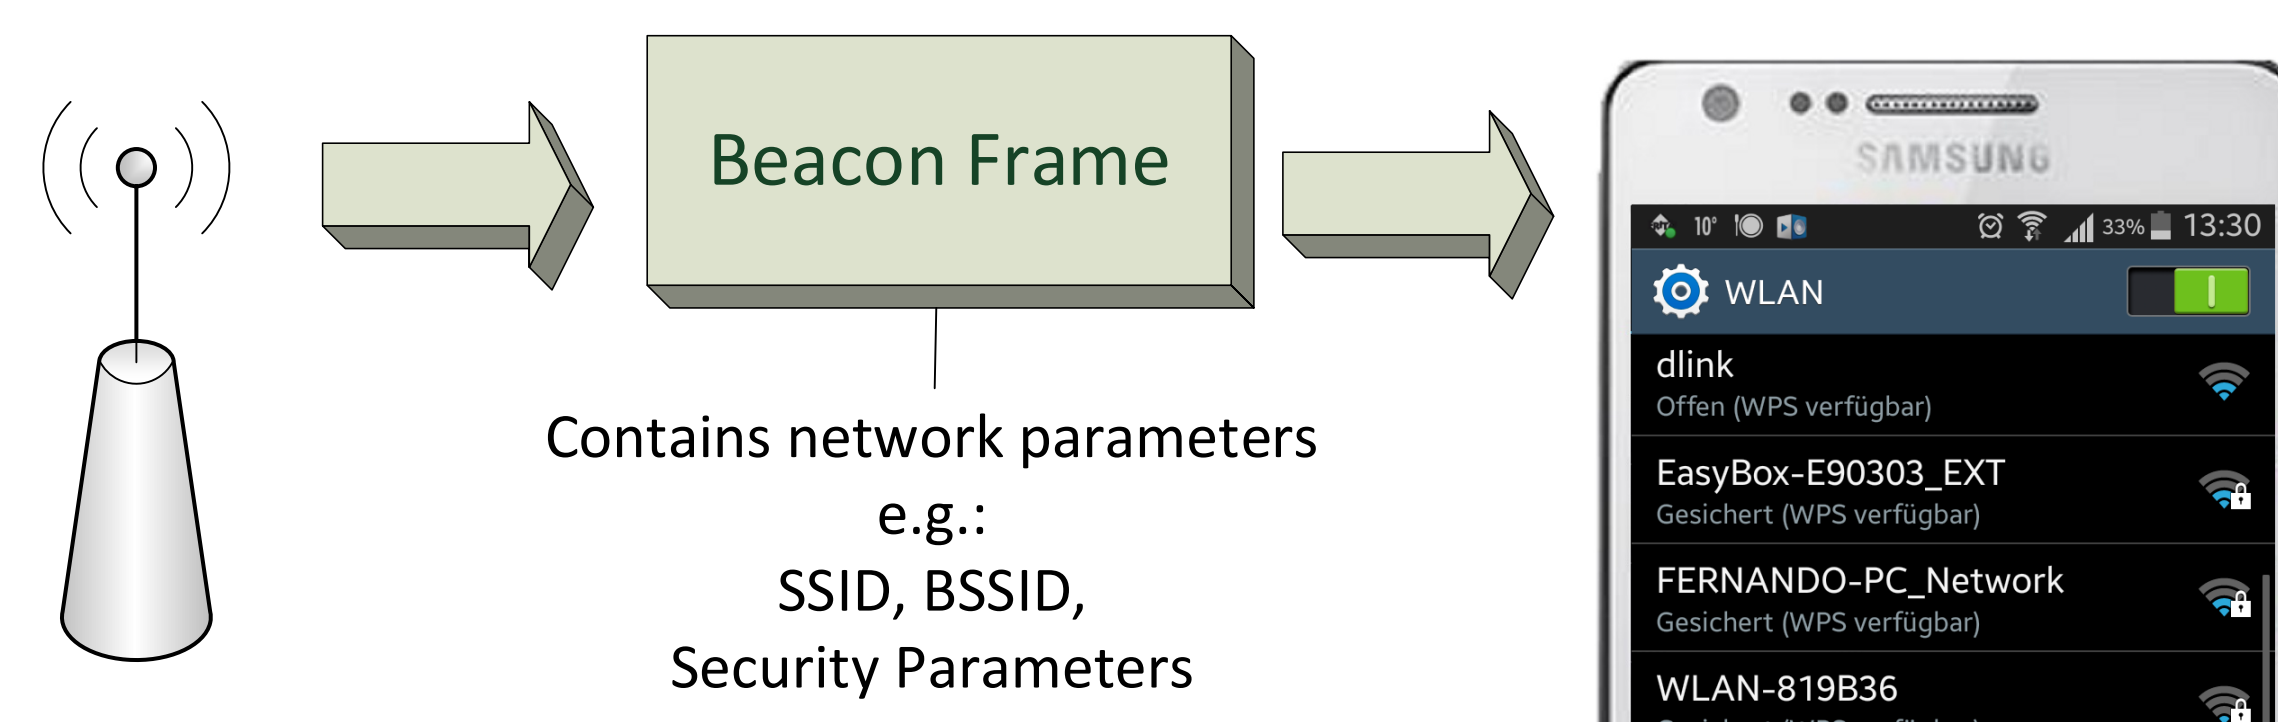 Beacon Frame
Contains network parameters
e.g.:
SSID, BSSID,
Security Parameters
SAMSUNG
10° 33% 13:30
WLAN
dlink
Offen (WPS verfügbar)
EasyBox-E90303_EXT
Gesichert (WPS verfügbar)
FERNANDO-PC_Network
Gesichert (WPS verfügbar)
WLAN-819B36